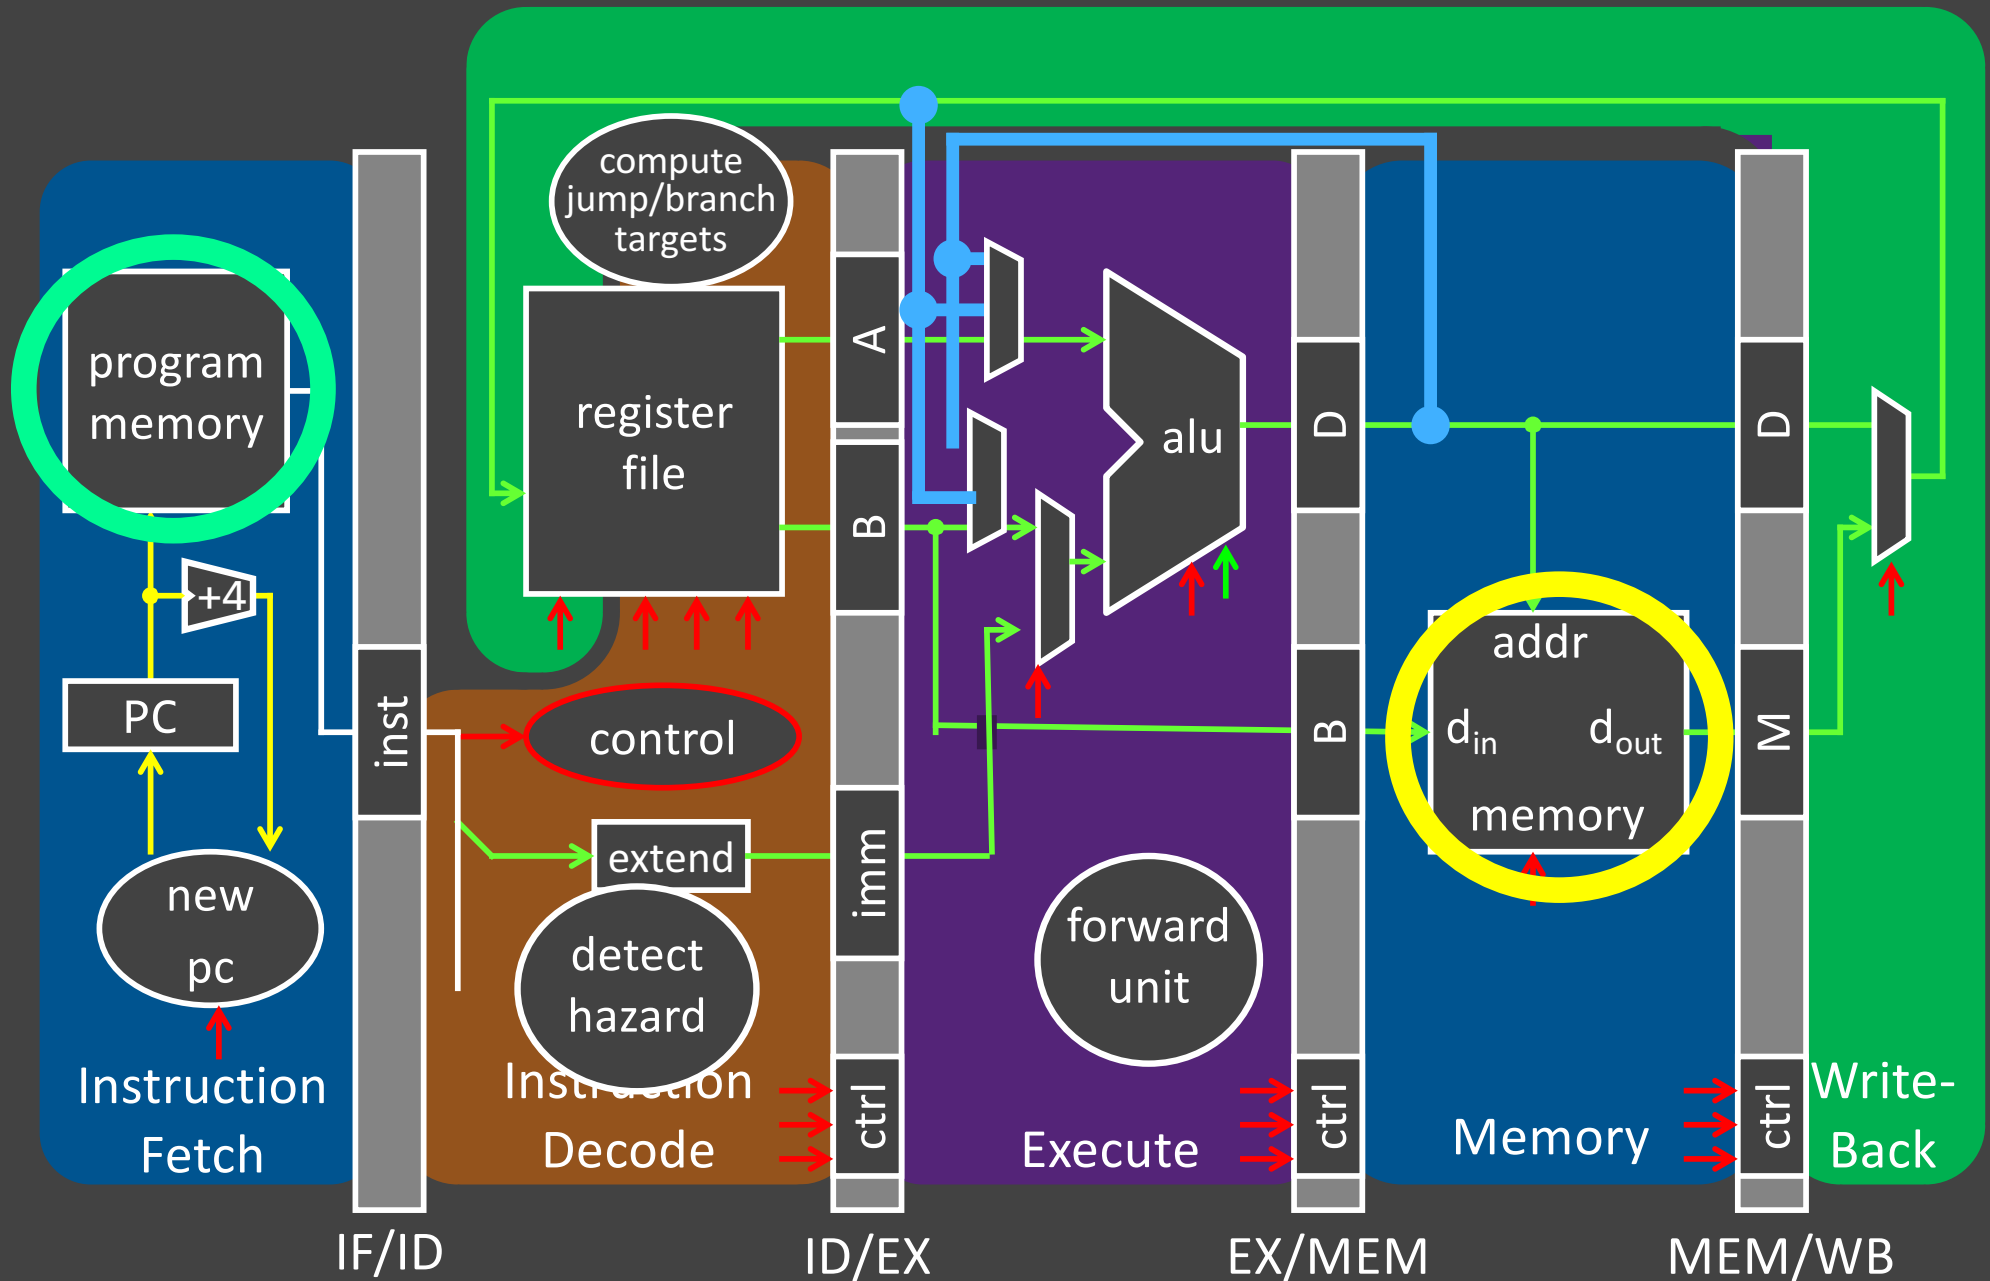 compute
jump/branch
targets
program
memory
+4
PC
new
pc
Instruction
Fetch
inst
IF/ID
register
file
control
extend
detect
hazard
Instruction
Decode
A
B
imm
ctrl
ID/EX
alu
forward
unit
Execute
D
B
ctrl
EX/MEM
addr
din
dout
memory
Memory
D
M
ctrl
MEM/WB
Write-
Back